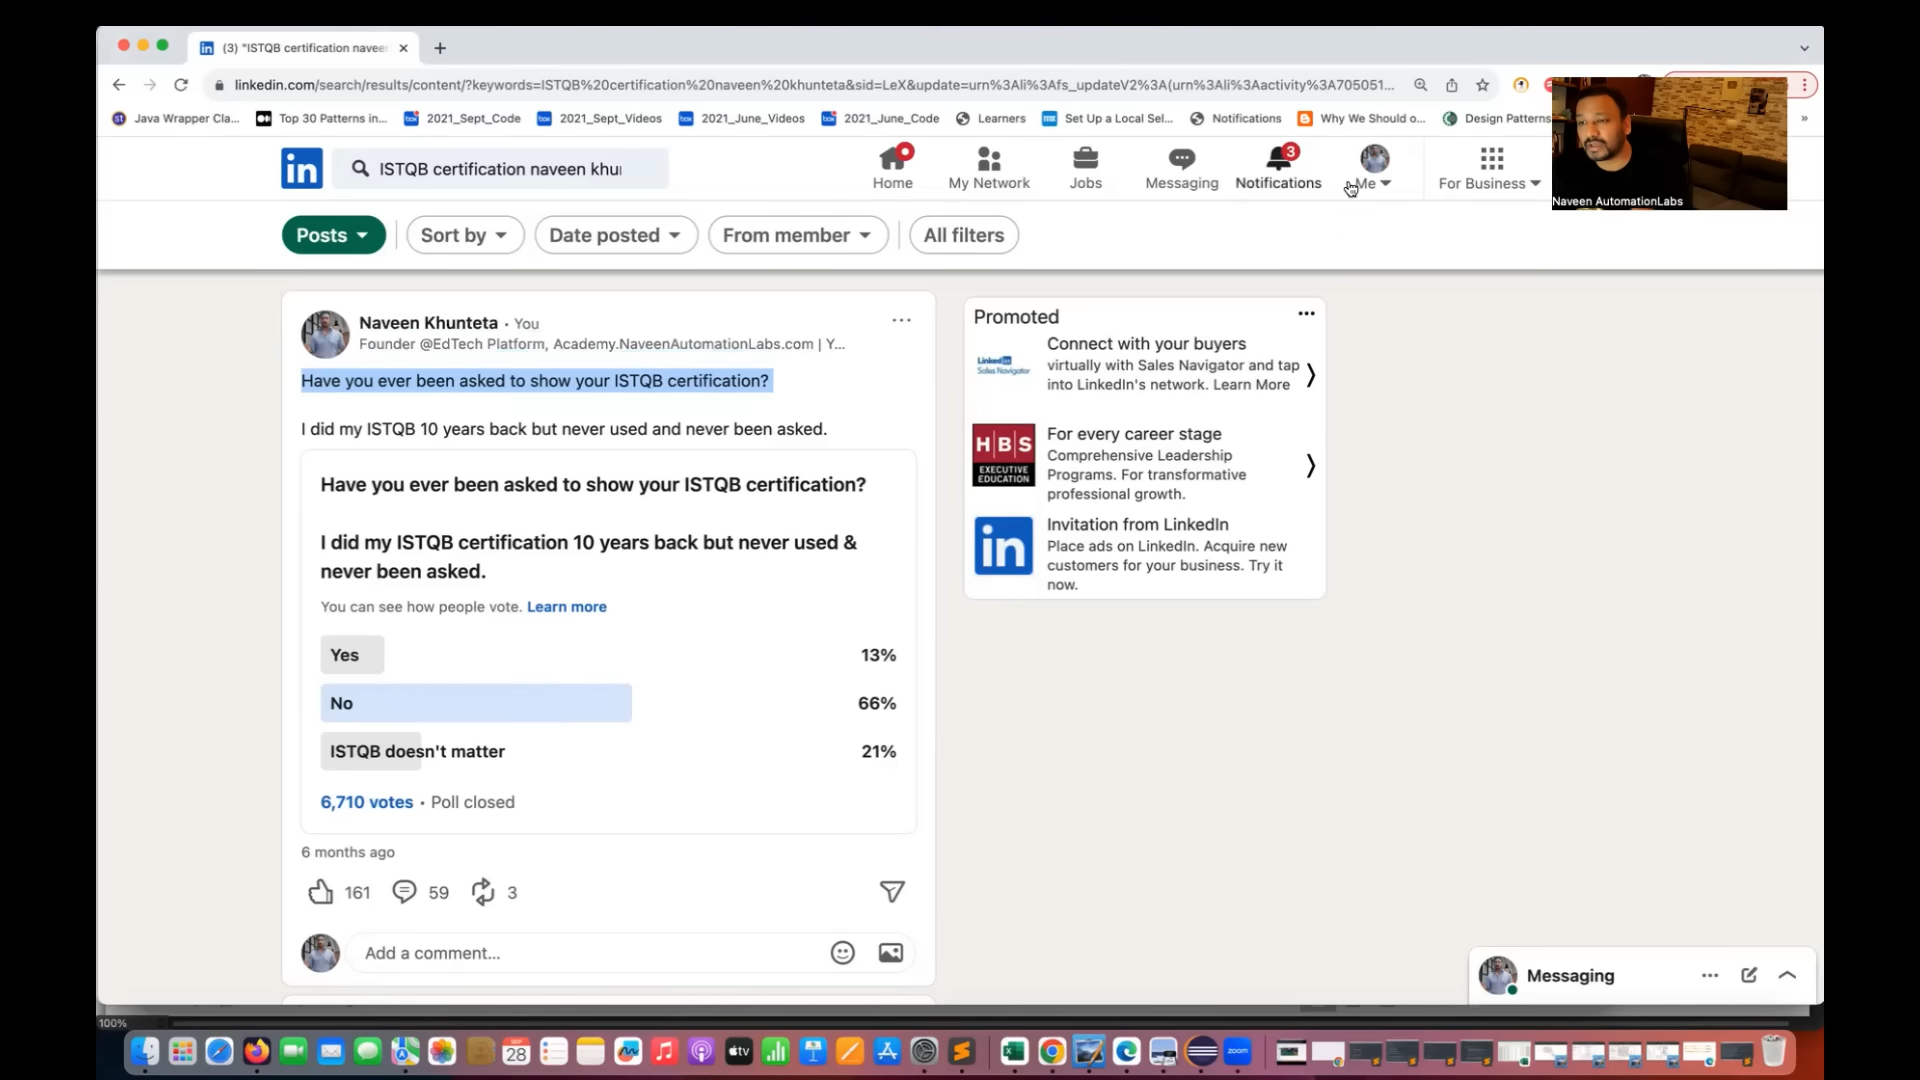 (3) "ISTQB certification navee
linkedin.com/search/results/content/?keywords=ISTQB%20certification%20naveen%20khunteta&sid=LeX&update=urn%3Ali%3Afs_updateV2%3A(urn%3Ali%3Aactivity%3A705051...
Java Wrapper Cla... Top 30 Patterns in... 2021_Sept_Code 2021_Sept_Videos 2021_June_Videos 2021_June_Code Learners Set Up a Local Sel... Notifications Why We Should o... Design Patterns »
in ISTQB certification naveen khu
Home My Network Jobs Messaging 3 Notifications Me For Business
Naveen AutomationLabs
Posts Sort by Date posted From member All filters
Naveen Khunteta · You
Founder @EdTech Platform, Academy.NaveenAutomationLabs.com | Y...
Have you ever been asked to show your ISTQB certification?
I did my ISTQB 10 years back but never used and never been asked.
Have you ever been asked to show your ISTQB certification?
I did my ISTQB certification 10 years back but never used &
never been asked.
You can see how people vote. Learn more
Yes 13%
No 66%
ISTQB doesn't matter 21%
6,710 votes · Poll closed
6 months ago
161 59 3
Add a comment...
Promoted
Linked in
Sales Navigator
Connect with your buyers
virtually with Sales Navigator and tap
into LinkedIn's network. Learn More
HBS
EXECUTIVE
EDUCATION
For every career stage
Comprehensive Leadership
Programs. For transformative
professional growth.
in
Invitation from LinkedIn
Place ads on LinkedIn. Acquire new
customers for your business. Try it
now.
Messaging
100%
28
tv
zoom